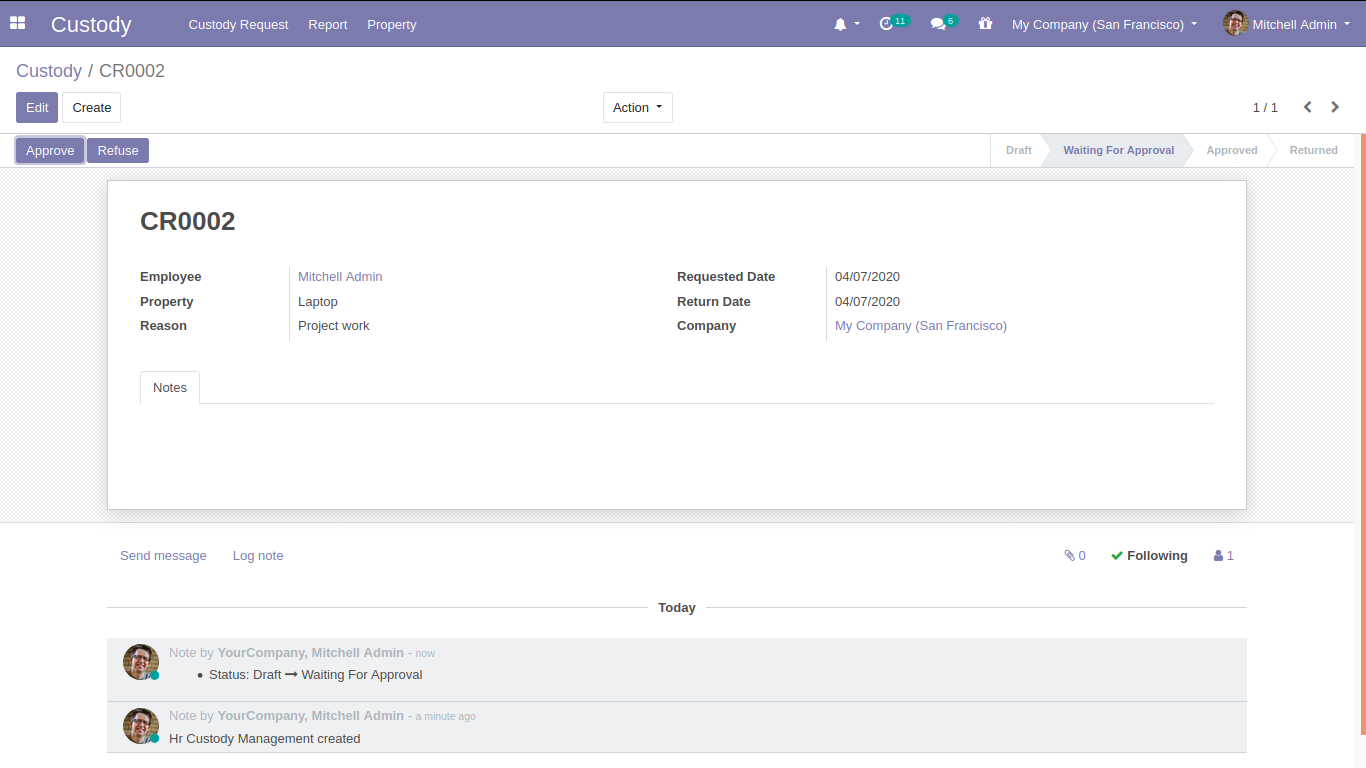 Custody Custody Request Report Property 11 6 My Company (San Francisco) Mitchell Admin
Custody / CR0002
Edit Create Action 1 / 1
Approve Refuse Draft Waiting For Approval Approved Returned
CR0002
Employee Mitchell Admin Requested Date 04/07/2020
Property Laptop Return Date 04/07/2020
Reason Project work Company My Company (San Francisco)
Notes
Send message Log note 0 Following 1
Today
Note by YourCompany, Mitchell Admin - now
• Status: Draft → Waiting For Approval
Note by YourCompany, Mitchell Admin - a minute ago
Hr Custody Management created